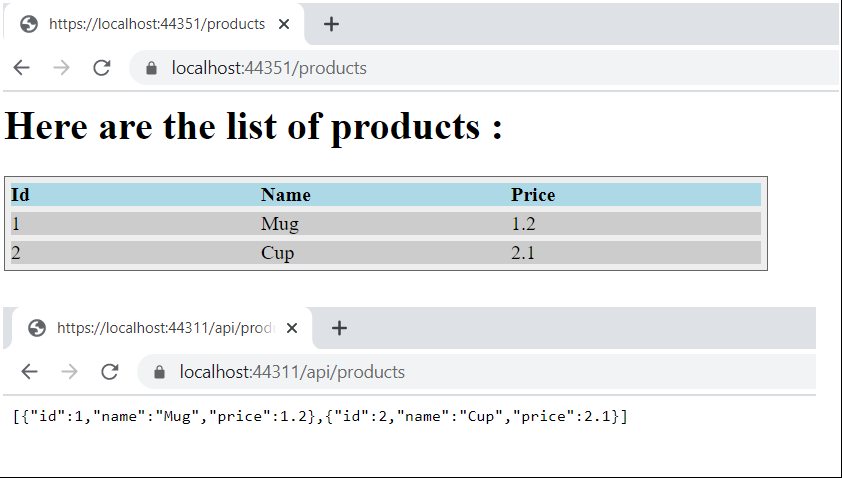 https://localhost:44351/products
localhost:44351/products
Here are the list of products :
Id Name Price
1 Mug 1.2
2 Cup 2.1
https://localhost:44311/api/produ
localhost:44311/api/products
[{"id":1,"name":"Mug","price":1.2},{"id":2,"name":"Cup","price":2.1}]